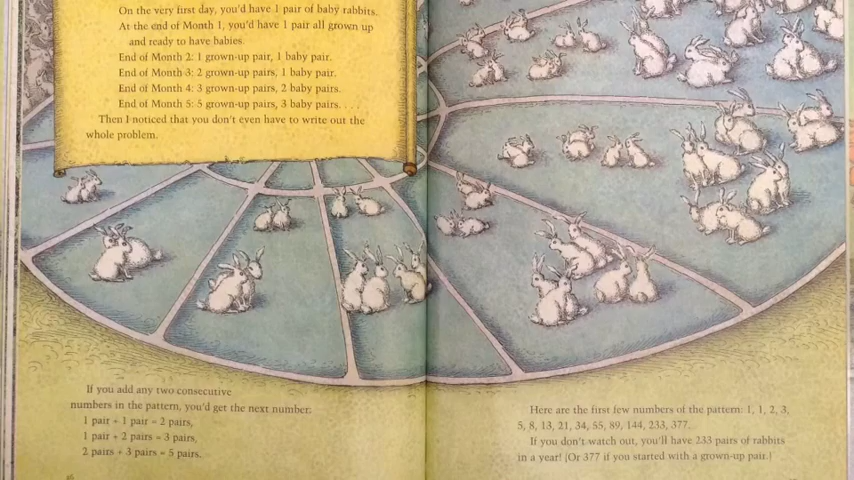 On the very first day, you'd have 1 pair of baby rabbits.
At the end of Month 1, you'd have 1 pair all grown up
and ready to have babies.
End of Month 2: 1 grown-up pair, 1 baby pair.
End of Month 3: 2 grown-up pairs, 1 baby pair.
End of Month 4: 3 grown-up pairs, 2 baby pairs.
End of Month 5: 5 grown-up pairs, 3 baby pairs. . . .
Then I noticed that you don't even have to write out the
whole problem.
If you add any two consecutive
numbers in the pattern, you'd get the next number:
1 pair + 1 pair = 2 pairs,
1 pair + 2 pairs = 3 pairs,
2 pairs + 3 pairs = 5 pairs.
Here are the first few numbers of the pattern: 1, 1, 2, 3,
5, 8, 13, 21, 34, 55, 89, 144, 233, 377.
If you don't watch out, you'll have 233 pairs of rabbits
in a year! (Or 377 if you started with a grown-up pair.)